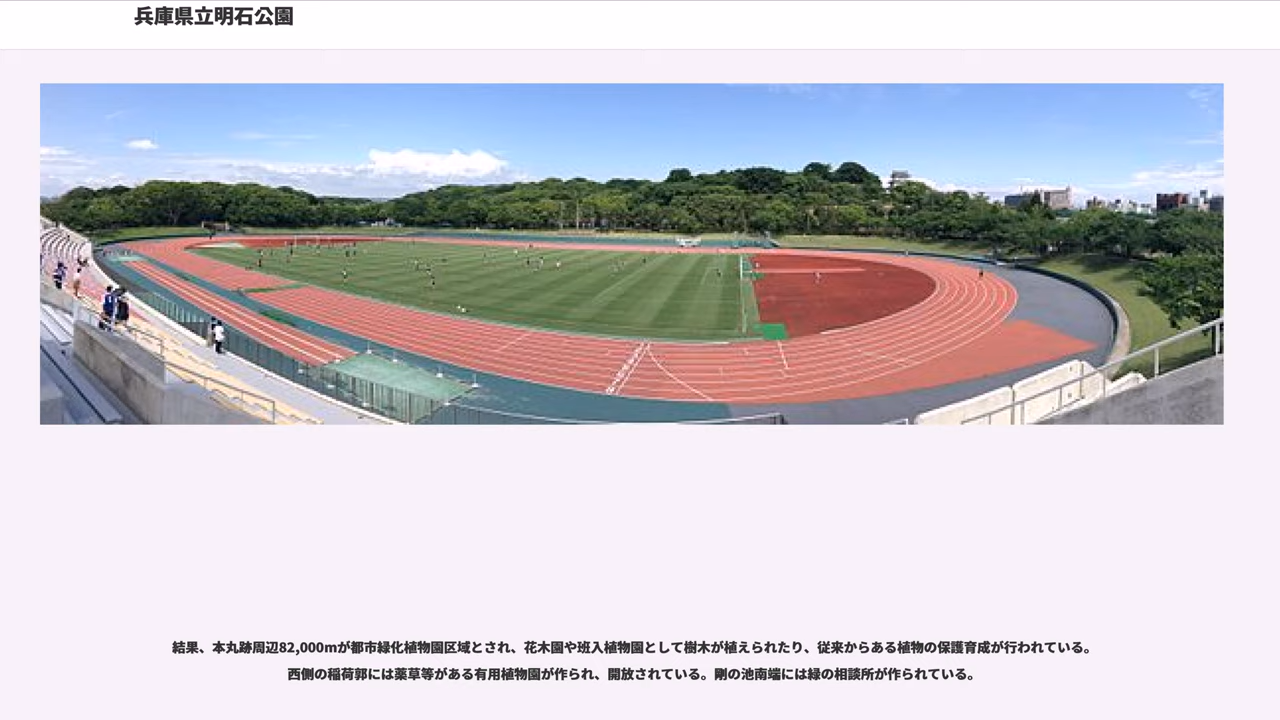 兵庫県立明石公園
結果、本丸跡周辺82,000mが都市緑化植物園区域とされ、花木園や班入植物園として樹木が植えられたり、従来からある植物の保護育成が行われている。
西側の稲荷郭には薬草等がある有用植物園が作られ、開放されている。剛の池南端には緑の相談所が作られている。